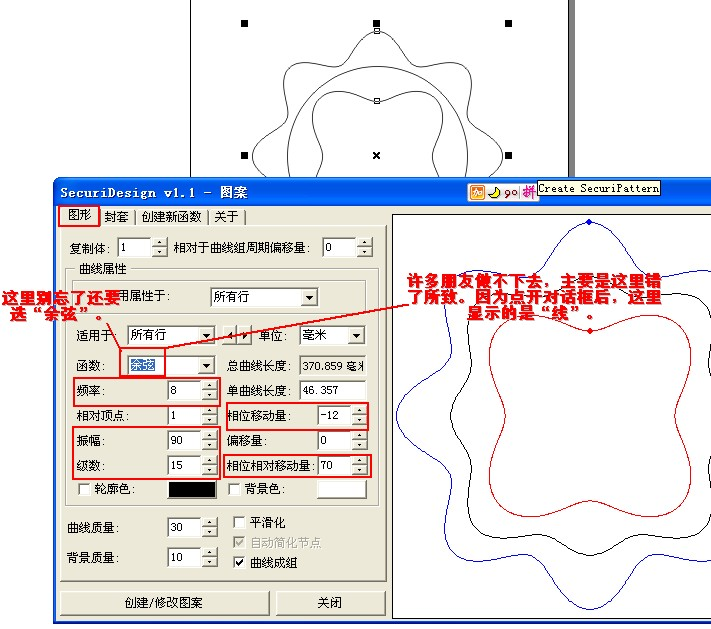 SecuriDesign v1.1 - 图案
Create SecuriPattern
图形 封套 创建新函数 关于
复制体: 1 相对于曲线组周期偏移量: 0
曲线属性
用属性于: 所有行
适用于: 所有行 单位: 毫米
函数: 余弦 总曲线长度: 370.859 毫米
频率: 8 单曲线长度: 46.357
相对顶点: 1 相位移动量: -12
振幅: 90 偏移量: 0
级数: 15 相位相对移动量: 70
轮廓色: 背景色:
曲线质量: 30 平滑化
自动简化节点
背景质量: 10 曲线成组
创建/修改图案 关闭
这里别忘了还要
选“余弦”。
许多朋友做不下去，主要是这里错
了所致。因为点开对话框后，这里
显示的是“线”。